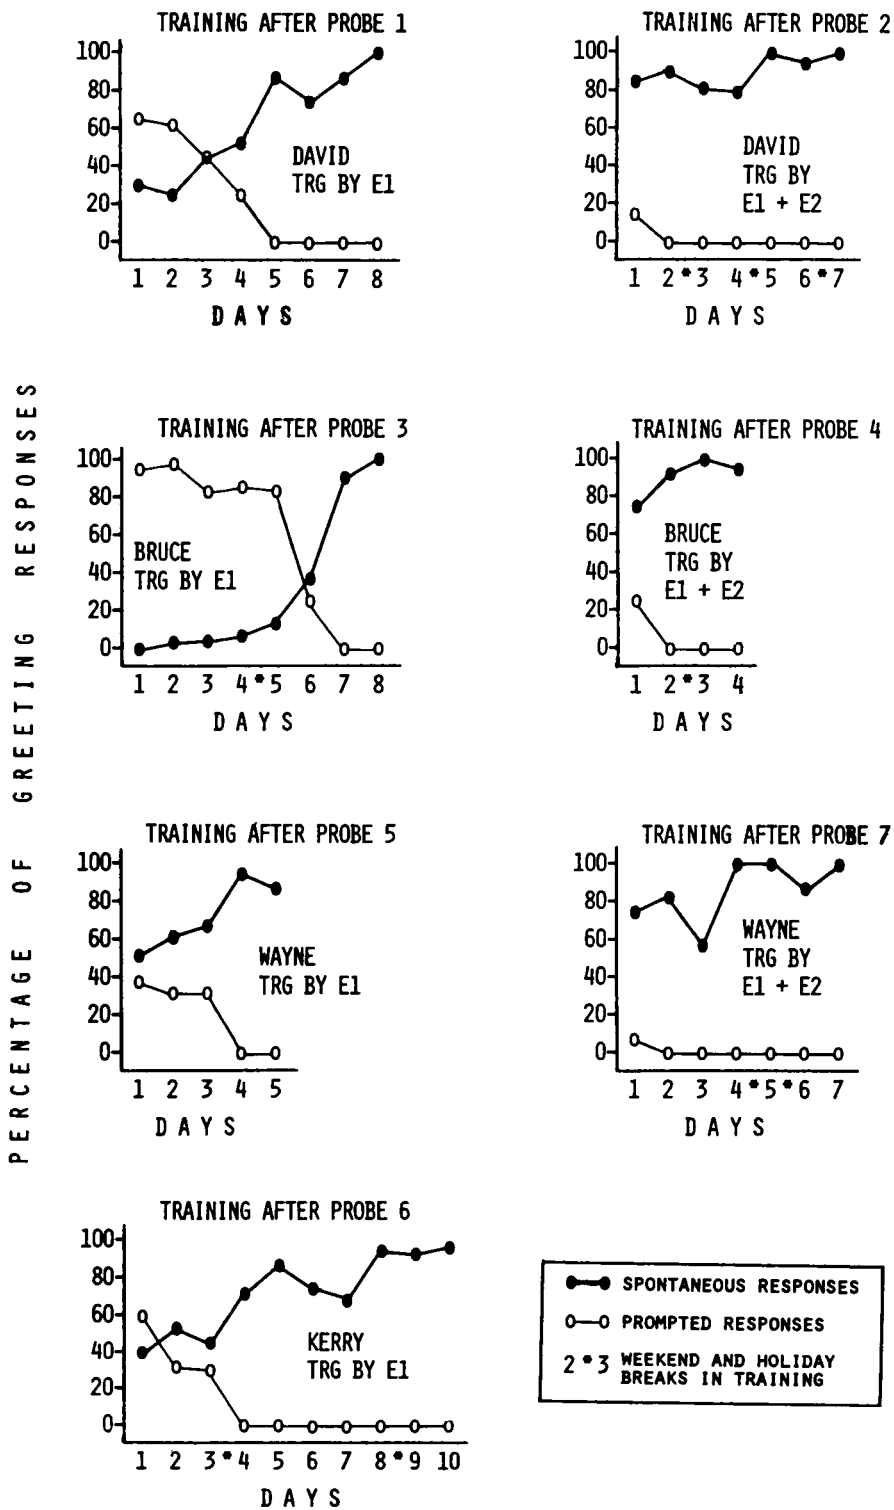 TRAINING AFTER PROBE 1
100
80
60
40
20
0
DAVID
TRG BY E1
1 2 3 4 5 6 7 8
DAYS
TRAINING AFTER PROBE 2
100
80
60
40
20
0
DAVID
TRG BY
E1 + E2
1 2*3 4*5 6*7
DAYS
PERCENTAGE OF GREETING RESPONSES
TRAINING AFTER PROBE 3
100
80
60
40
20
0
BRUCE
TRG BY E1
1 2 3 4*5 6 7 8
DAYS
TRAINING AFTER PROBE 4
100
80
60
40
20
0
BRUCE
TRG BY
E1 + E2
1 2*3 4
DAYS
TRAINING AFTER PROBE 5
100
80
60
40
20
0
WAYNE
TRG BY E1
1 2 3 4 5
DAYS
TRAINING AFTER PROBE 7
100
80
60
40
20
0
WAYNE
TRG BY
E1 + E2
1 2 3 4*5*6 7
DAYS
TRAINING AFTER PROBE 6
100
80
60
40
20
0
KERRY
TRG BY E1
1 2 3*4 5 6 7 8*9 10
DAYS
SPONTANEOUS RESPONSES
PROMPTED RESPONSES
2*3 WEEKEND AND HOLIDAY
BREAKS IN TRAINING